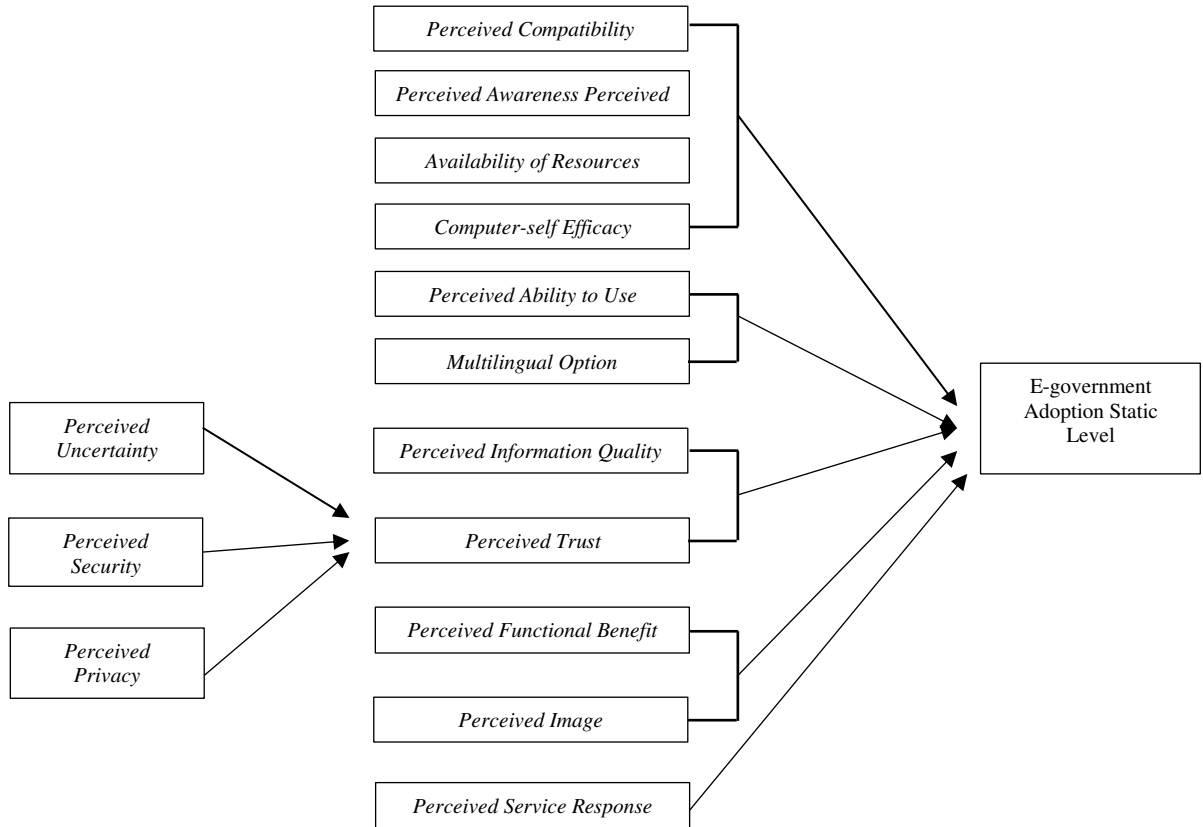 Perceived Compatibility
Perceived Awareness Perceived
Availability of Resources
Computer-self Efficacy
Perceived Ability to Use
Multilingual Option
E-government
Adoption Static
Level
Perceived
Uncertainty
Perceived Information Quality
Perceived
Security
Perceived Trust
Perceived
Privacy
Perceived Functional Benefit
Perceived Image
Perceived Service Response